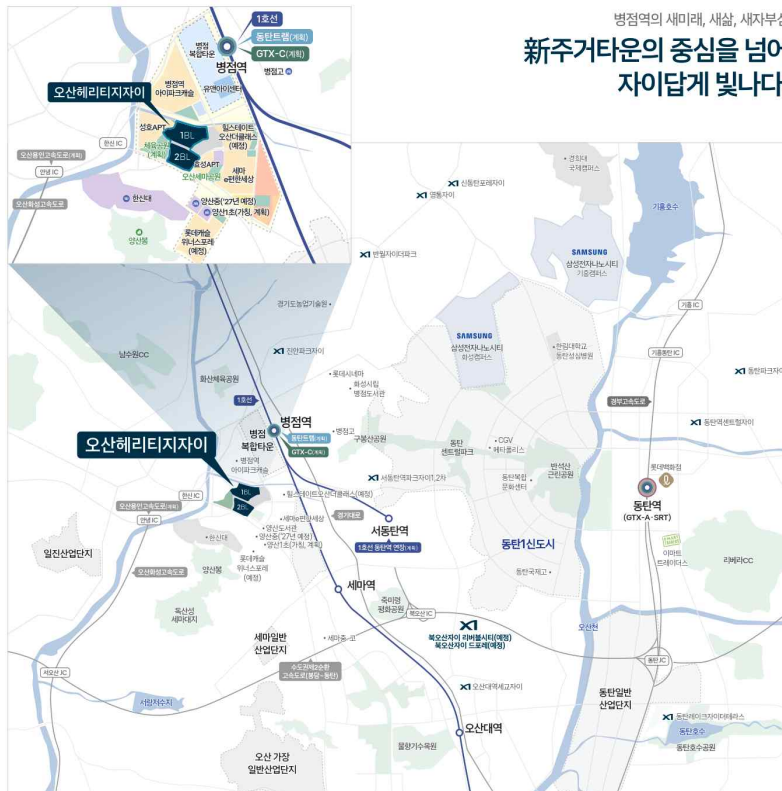 병점역의 새미래, 새삶, 새자부심
新주거타운의 중심을 넘어
자이답게 빛나다
1호선
동탄트램(계획)
GTX-C(계획)
병점
복합타운
병점역
병점고
병점역
아이파크캐슬
유앤아이센터
오산헤리티지자이
성호APT
1BL
2BL
체육공원
(계획)
힐스테이트
오산더클래스
(예정)
한신 IC
오산용인고속도로(계획)
안녕 IC
오산화성고속도로
효성APT
오산세마공원
세마
e편한세상
한신대
양산중('27년 예정)
양산1초(가칭, 계획)
양산봉
롯데캐슬
위너스포레
(예정)
경희대
국제캠퍼스
신동탄포레자이
영통자이
기흥호수
SAMSUNG
삼성전자나노시티
기흥캠퍼스
반월자이더파크
경기도농업기술원
기흥 IC
SAMSUNG
삼성전자나노시티
화성캠퍼스
한림대학교
동탄성심병원
남수원CC
진안파크자이
기흥동탄 IC
화산체육공원
롯데시네마
화성시립
병점도서관
동탄파크자이
1호선
경부고속도로
병점역
동탄트램(계획)
GTX-C(계획)
병점
복합타운
병점고
구봉산공원
동탄
센트럴파크
CGV
메타폴리스
동탄역센트럴자이
오산헤리티지자이
병점역
아이파크캐슬
반석산
근린공원
롯데백화점
서동탄역파크자이1,2차
동탄복합
문화센터
동탄역
(GTX-A·SRT)
한신 IC
1BL
2BL
힐스테이트오산더클래스(예정)
오산용인고속도로(계획)
안녕 IC
세마e편한세상
경기대로
서동탄역
1호선 동탄역 연장(계획)
양산도서관
양산중('27년 예정)
양산1초(가칭, 계획)
한신대
동탄1신도시
이마트
트레이더스
일진산업단지
양산봉
롯데캐슬
위너스포레
(예정)
리베라CC
오산화성고속도로
동탄국제고
세마역
독산성
세마대지
죽미령
평화공원
북오산 IC
오산천
북오산자이 리버블시티(예정)
북오산자이 드포레(예정)
세마일반
산업단지
세마중·고
동탄 JC
수도권제2순환
고속도로(봉담~동탄)
서오산 JC
오산대역세교자이
동탄일반
산업단지
서랑저수지
동탄레이크자이더테라스
오산대역
동탄호수
동탄호수공원
물향기수목원
오산 가장
일반산업단지